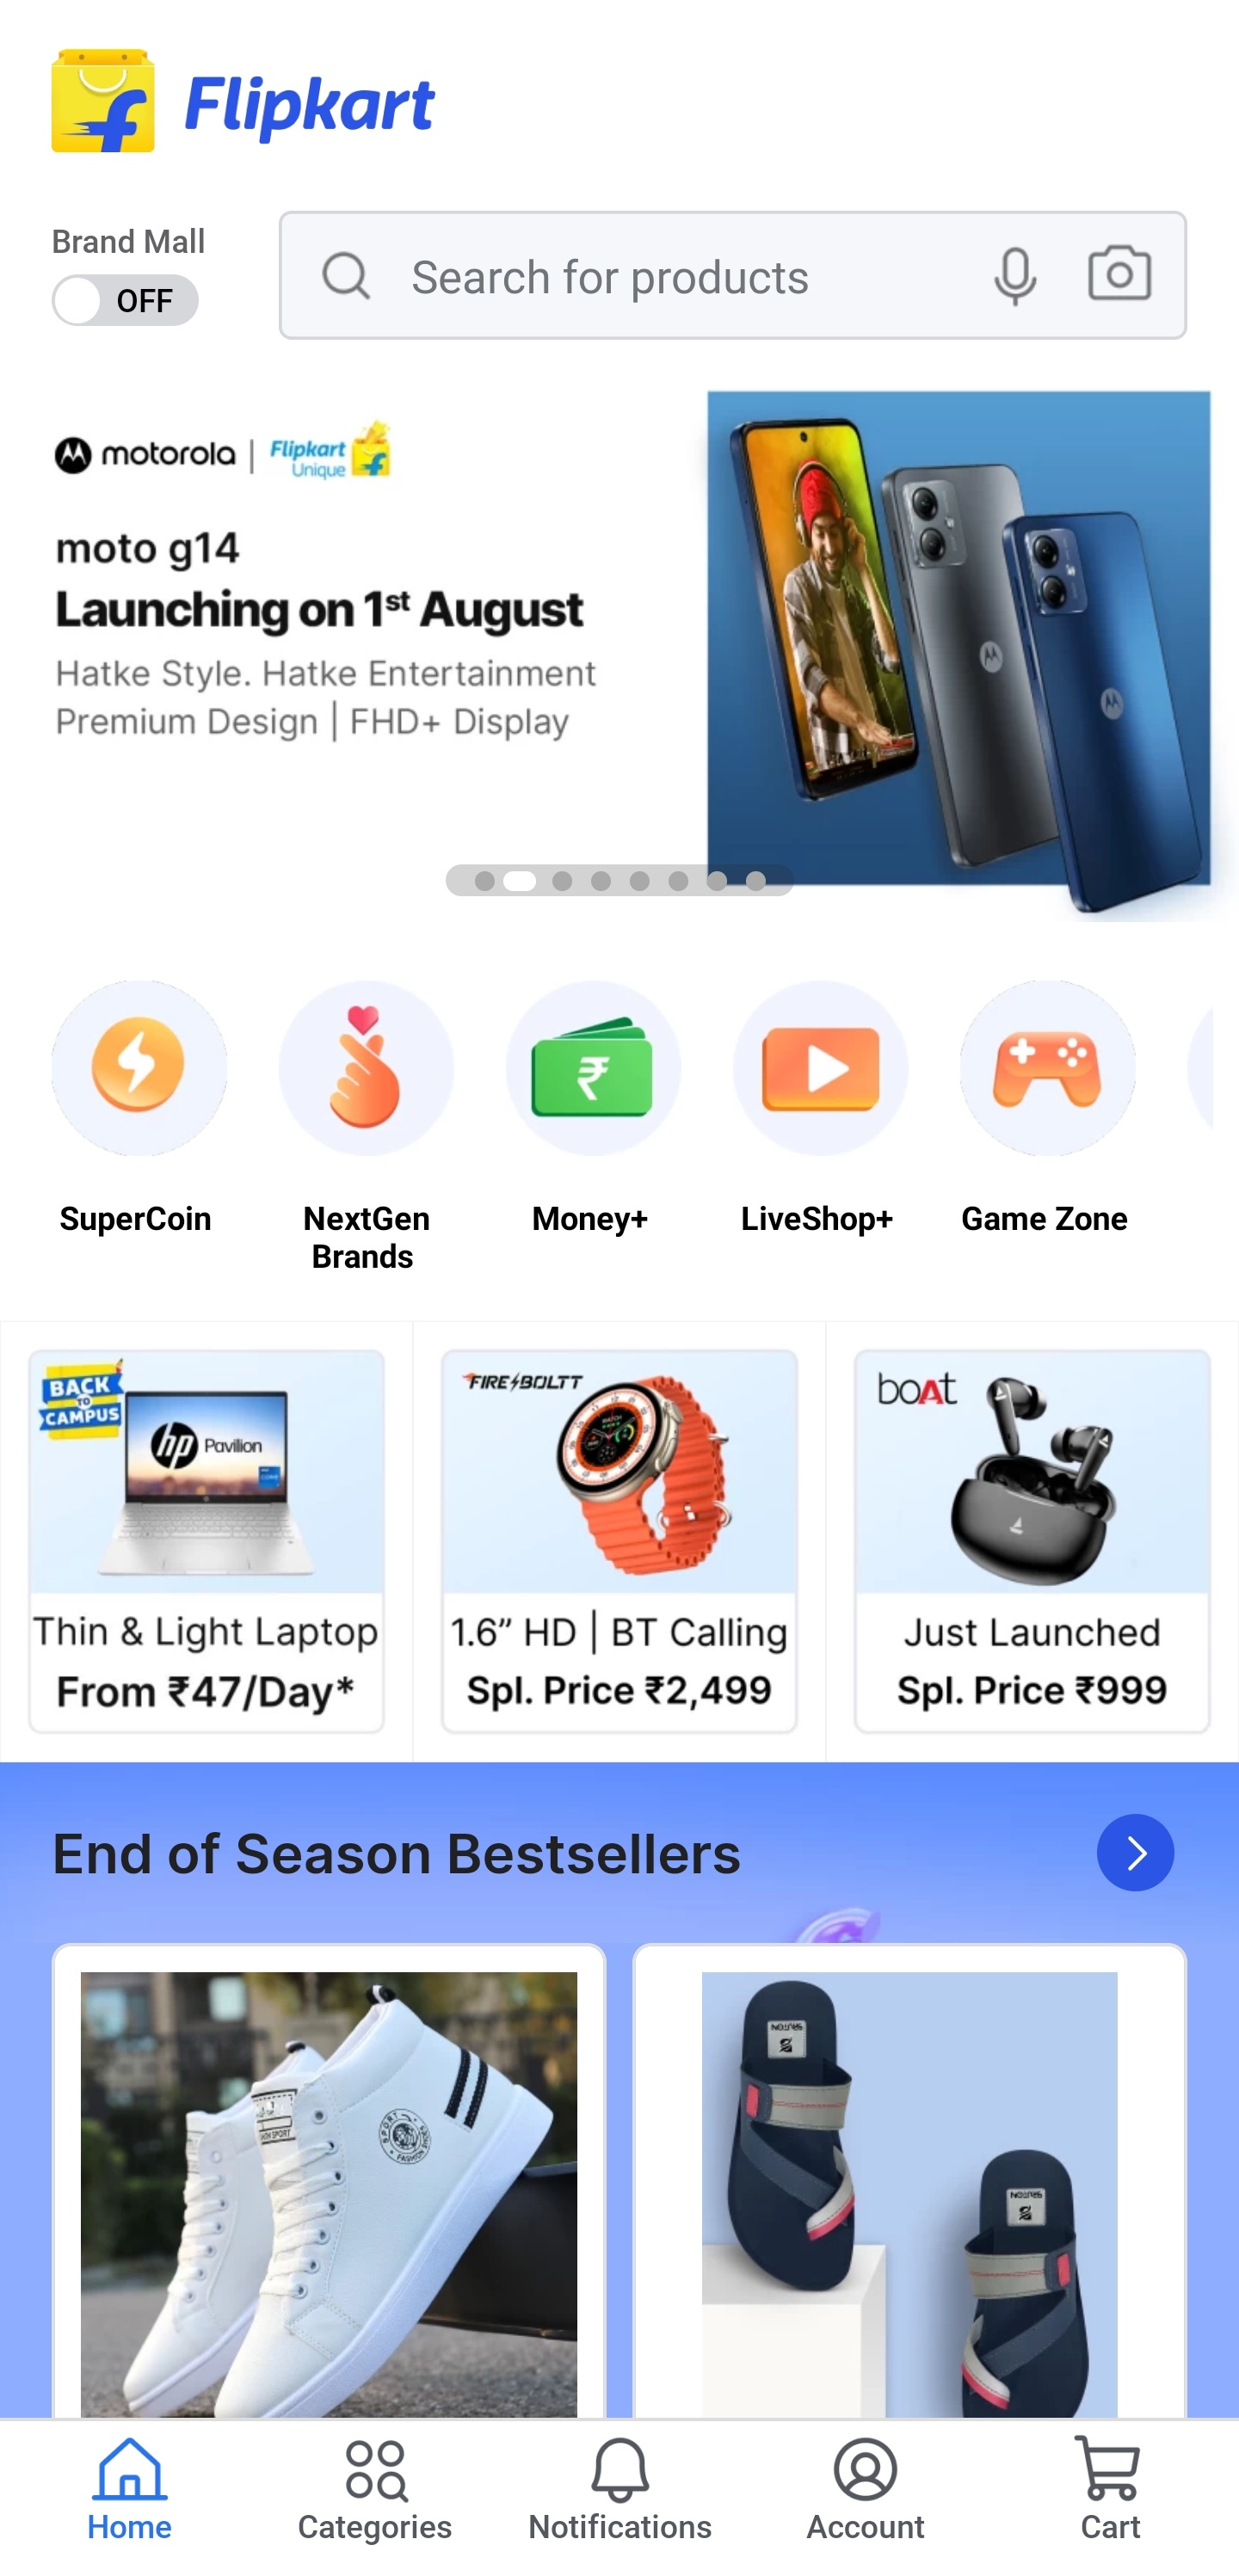 Flipkart
Brand Mall
OFF
Search for products
motorola | Flipkart Unique
moto g14
Launching on 1st August
Hatke Style. Hatke Entertainment
Premium Design | FHD+ Display
SuperCoin
NextGen
Brands
Money+
LiveShop+
Game Zone
BACK
TO
CAMPUS
hp Pavilion
Thin & Light Laptop
From ₹47/Day*
FIRE BOLTT
1.6” HD | BT Calling
Spl. Price ₹2,499
boAt
Just Launched
Spl. Price ₹999
End of Season Bestsellers
SPORT
FASHION
Home
Categories
Notifications
Account
Cart